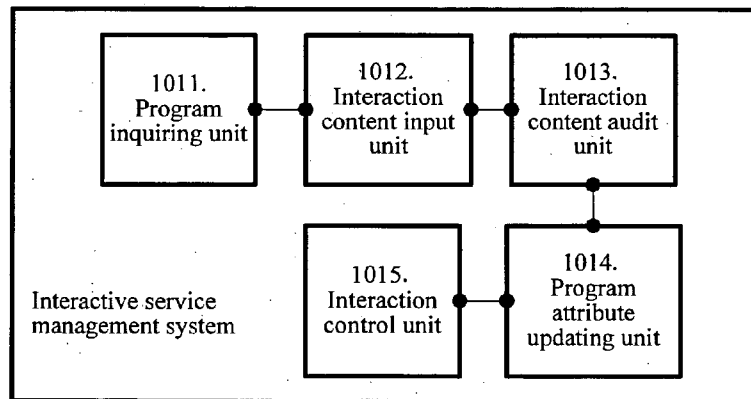 1011.
Program
inquiring unit
1012.
Interaction
content input
unit
1013.
Interaction
content audit
unit
1015.
Interaction
control unit
1014.
Program
attribute
updating unit
Interactive service
management system